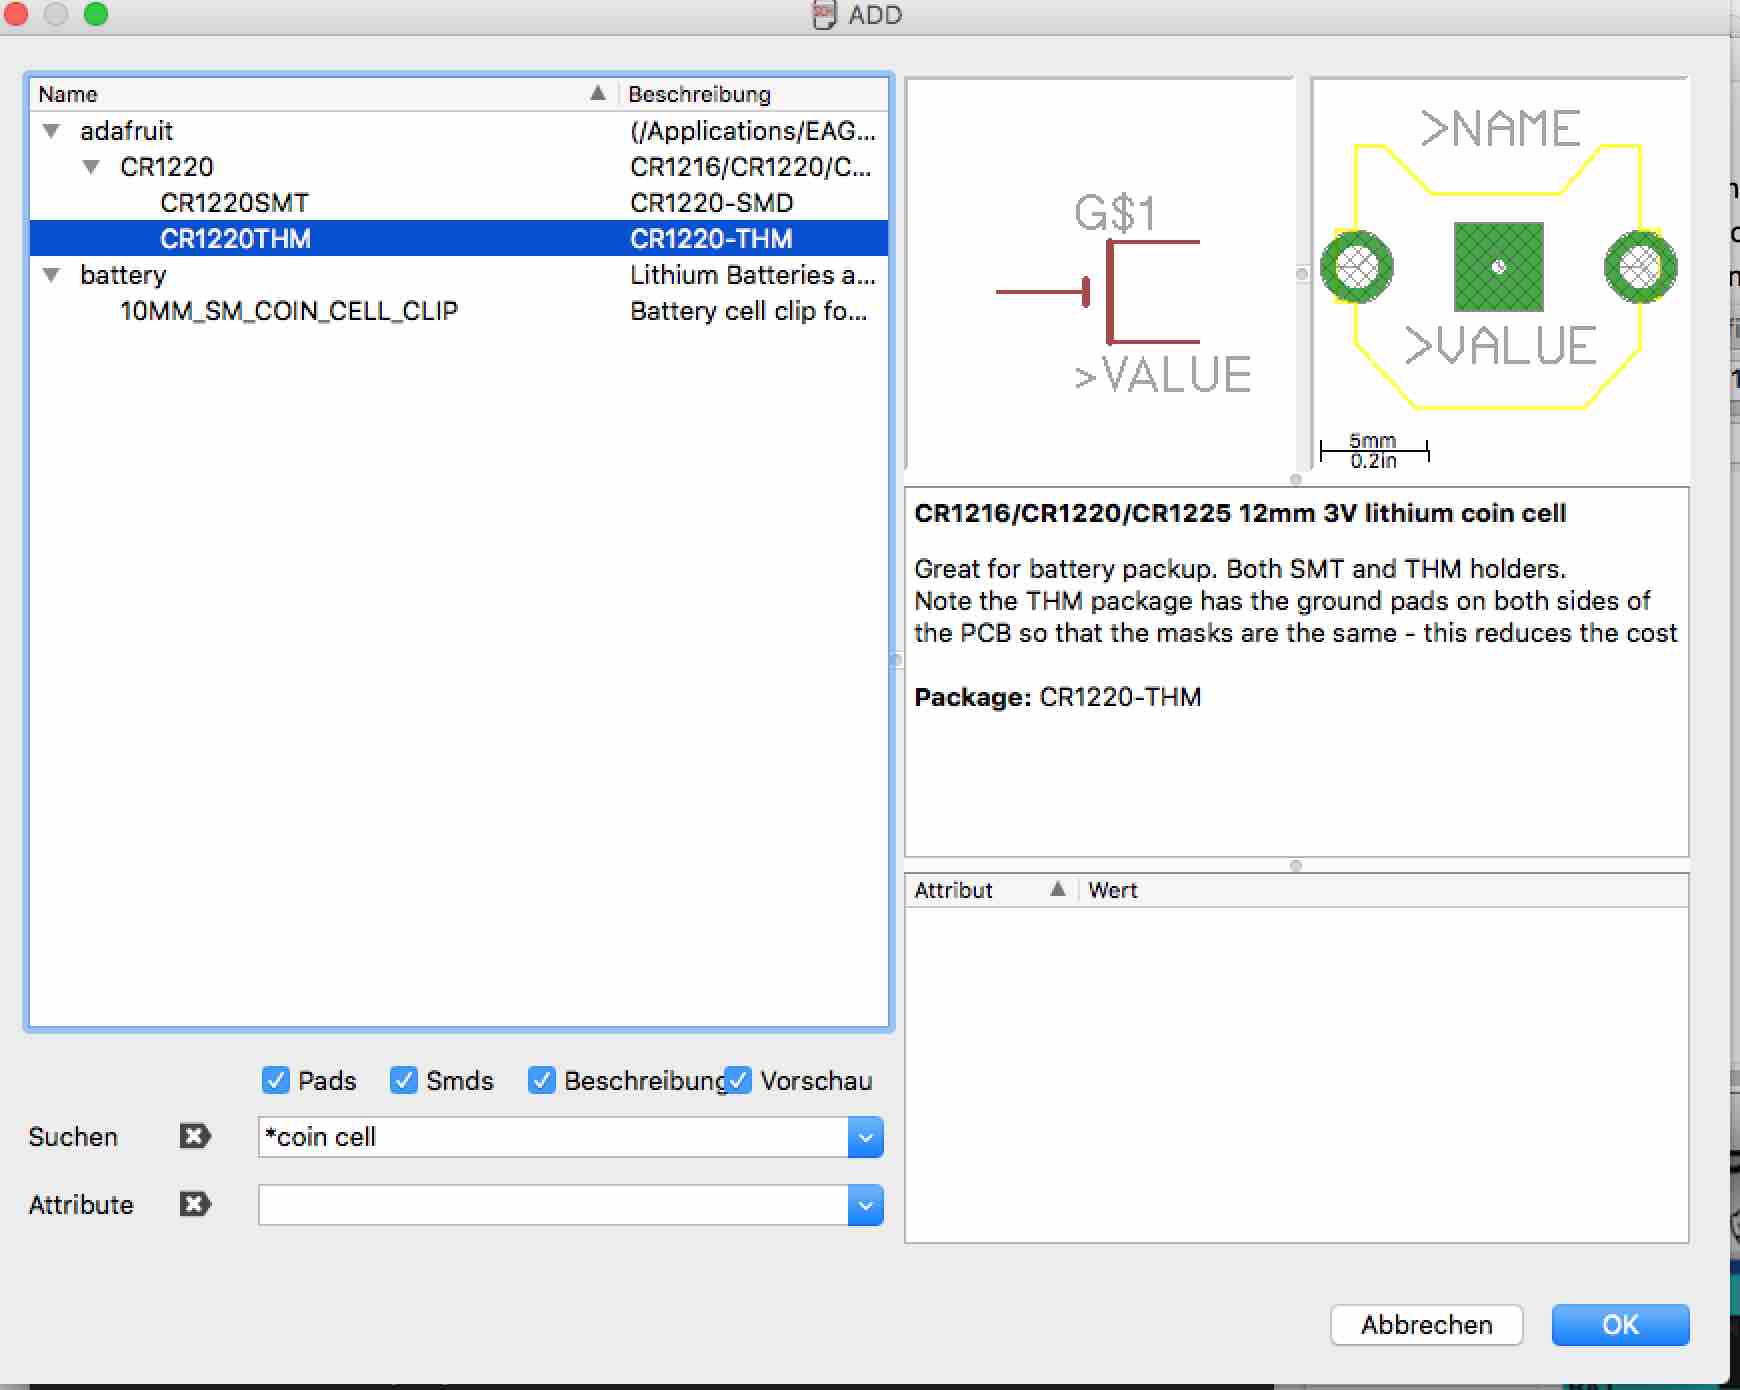 ADD
Name Beschreibung
adafruit (/Applications/EAG...
CR1220 CR1216/CR1220/C...
CR1220SMT CR1220-SMD
CR1220THM CR1220-THM
battery Lithium Batteries a...
10MM_SM_COIN_CELL_CLIP Battery cell clip fo...
G$1
>VALUE
>NAME
>VALUE
5mm
0.2in
CR1216/CR1220/CR1225 12mm 3V lithium coin cell
Great for battery packup. Both SMT and THM holders.
Note the THM package has the ground pads on both sides of
the PCB so that the masks are the same - this reduces the cost
Package: CR1220-THM
Attribut Wert
Pads Smds Beschreibung Vorschau
Suchen *coin cell
Attribute
Abbrechen OK